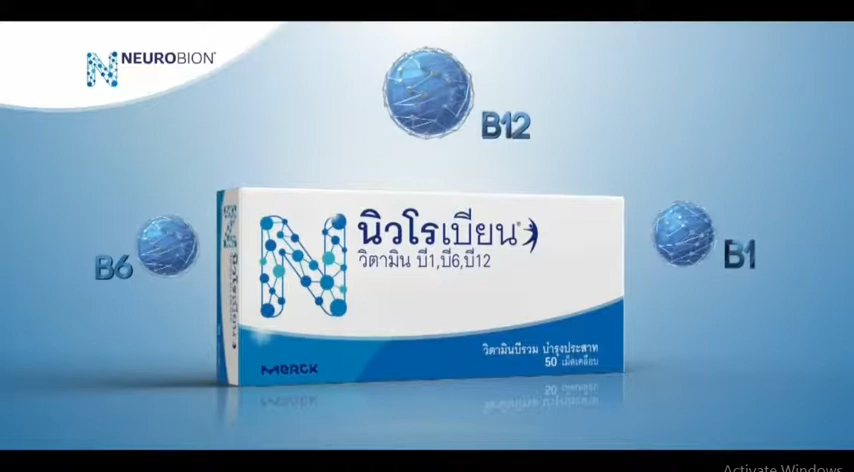 NEUROBION®
B12
B6
B1
นิวโรเบียน®
วิตามิน บี1,บี6,บี12
วิตามินบีรวม บำรุงประสาท
50 เม็ดเคลือบ
MERCK
Activate Windows